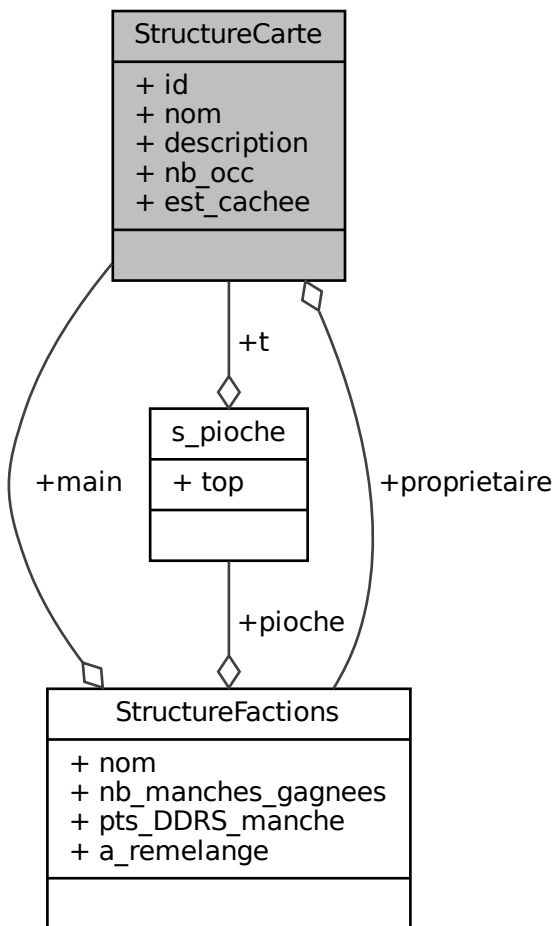 StructureCarte
+ id
+ nom
+ description
+ nb_occ
+ est_cachee
+t
s_pioche
+ top
+main
+proprietaire
+pioche
StructureFactions
+ nom
+ nb_manches_gagnees
+ pts_DDRS_manche
+ a_remelange